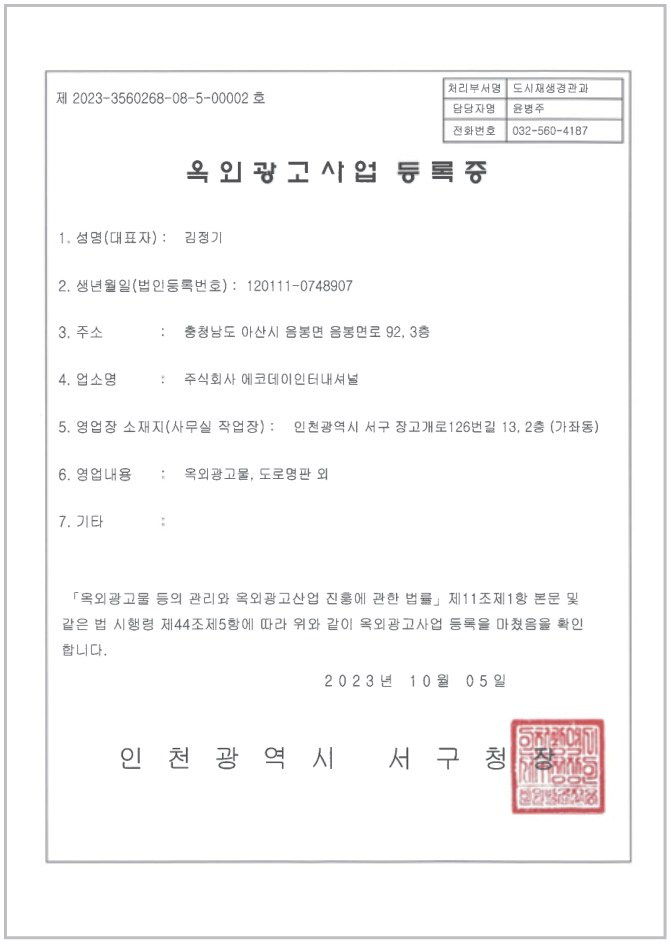 제 2023-3560268-08-5-00002 호
처리부서명 도시재생경관과
담당자명 윤병주
전화번호 032-560-4187
옥외광고사업 등록증
1. 성명(대표자) : 김정기
2. 생년월일(법인등록번호) : 120111-0748907
3. 주소 : 충청남도 아산시 음봉면 음봉면로 92, 3층
4. 업소명 : 주식회사 에코데이인터내셔널
5. 영업장 소재지(사무실 작업장) : 인천광역시 서구 장고개로126번길 13, 2층 (가좌동)
6. 영업내용 : 옥외광고물, 도로명판 외
7. 기타 :
「옥외광고물 등의 관리와 옥외광고산업 진흥에 관한 법률」제11조제1항 본문 및
같은 법 시행령 제44조제5항에 따라 위와 같이 옥외광고사업 등록을 마쳤음을 확인
합니다.
2023년 10월 05일
인천광역시 서구청장